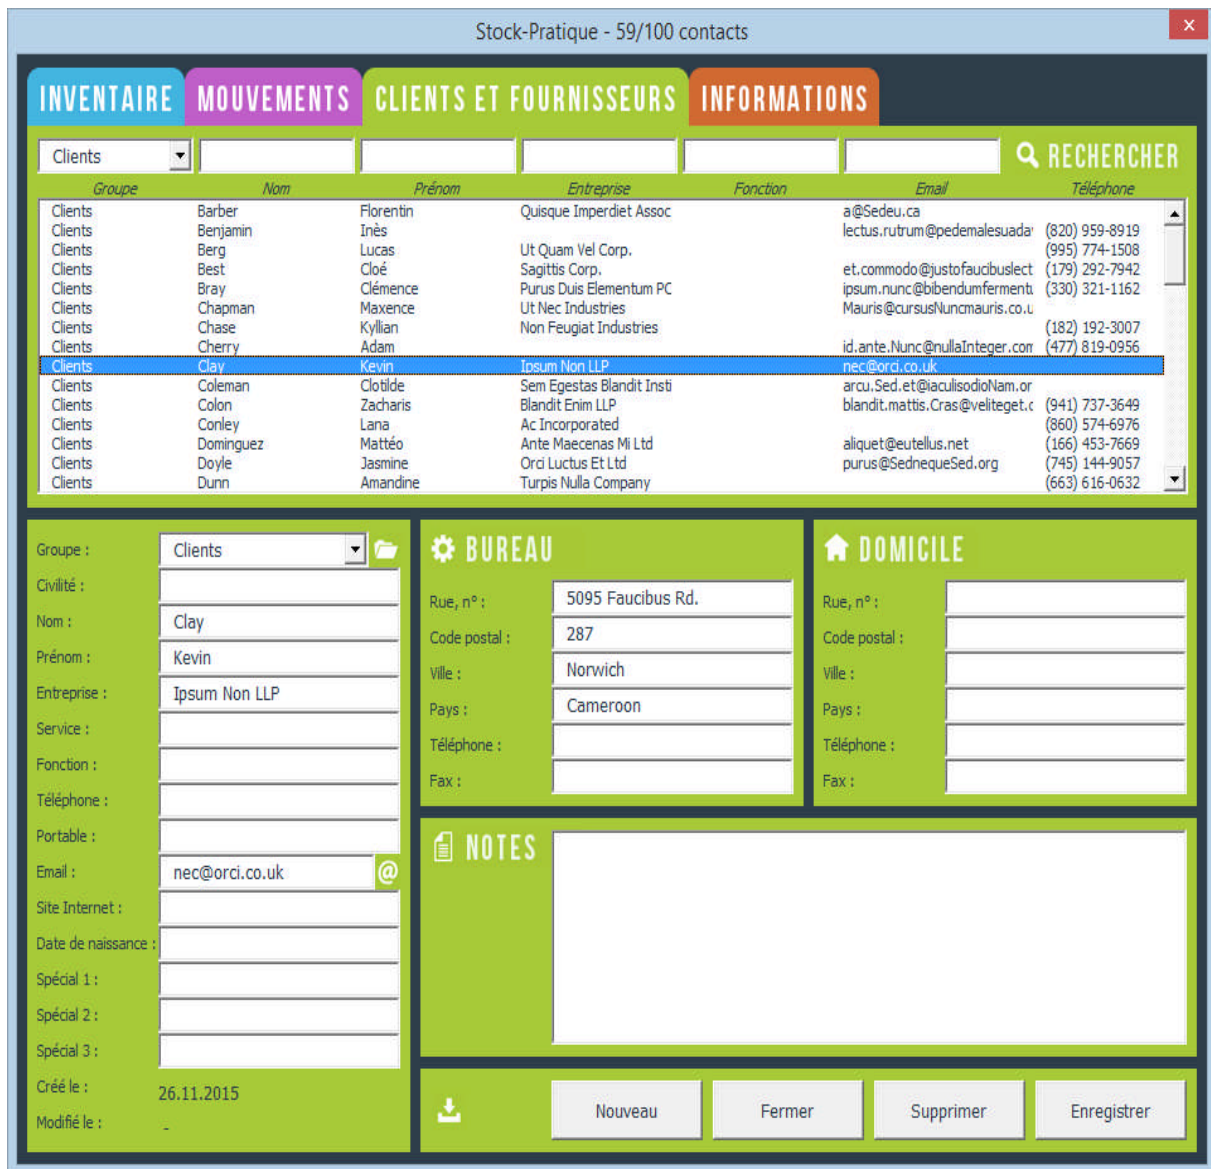 Stock-Pratique - 59/100 contacts
x
INVENTAIRE MOUVEMENTS CLIENTS ET FOURNISSEURS INFORMATIONS
Clients RECHERCHER
Groupe Nom Prénom Entreprise Fonction Email Téléphone
Clients Barber Florentin Quisque Imperdiet Assoc a@Sedeu.ca
Clients Benjamin Inès lectus.rutrum@pedemalesuada (820) 959-8919
Clients Berg Lucas Ut Quam Vel Corp. (995) 774-1508
Clients Best Cloé Sagittis Corp. et.commodo@justofaucibuslect (179) 292-7942
Clients Bray Clémence Purus Duis Elementum PC ipsum.nunc@bibendumferment (330) 321-1162
Clients Chapman Maxence Ut Nec Industries Mauris@cursusNuncmauris.co.u
Clients Chase Kyllian Non Feugiat Industries (182) 192-3007
Clients Cherry Adam id.ante.Nunc@nullaInteger.com (477) 819-0956
Clients Clay Kevin Ipsum Non LLP nec@orci.co.uk
Clients Coleman Clotilde Sem Egestas Blandit Insti arcu.Sed.et@iaculisodioNam.or
Clients Colon Zacharis Blandit Enim LLP blandit.mattis.Cras@veliteget.c (941) 737-3649
Clients Conley Lana Ac Incorporated (860) 574-6976
Clients Dominguez Mattéo Ante Maecenas Mi Ltd aliquet@eutellus.net (166) 453-7669
Clients Doyle Jasmine Orci Luctus Et Ltd purus@SednequeSed.org (745) 144-9057
Clients Dunn Amandine Turpis Nulla Company (663) 616-0632
Groupe : Clients
Civilité :
Nom : Clay
Prénom : Kevin
Entreprise : Ipsum Non LLP
Service :
Fonction :
Téléphone :
Portable :
Email : nec@orci.co.uk @
Site Internet :
Date de naissance :
Spécial 1 :
Spécial 2 :
Spécial 3 :
Créé le : 26.11.2015
Modifié le : -
BUREAU
Rue, n° : 5095 Faucibus Rd.
Code postal : 287
Ville : Norwich
Pays : Cameroon
Téléphone :
Fax :
DOMICILE
Rue, n° :
Code postal :
Ville :
Pays :
Téléphone :
Fax :
NOTES
Nouveau Fermer Supprimer Enregistrer